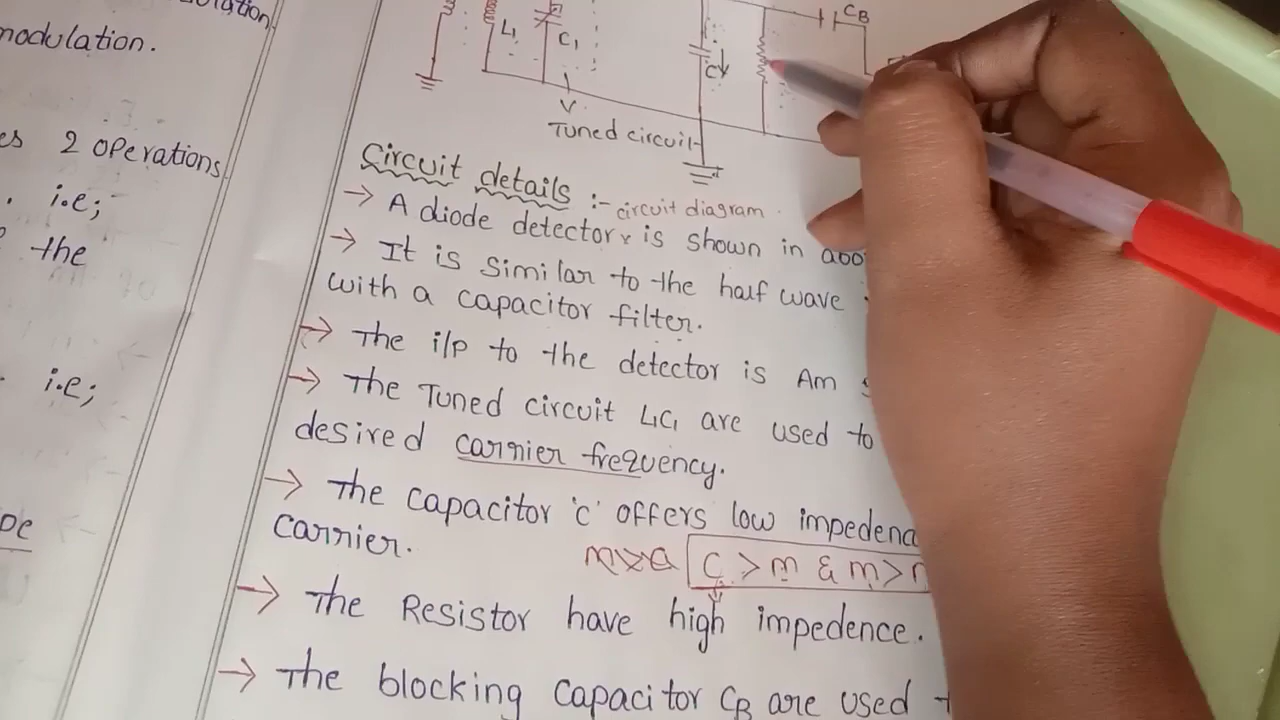 modulation.
es 2 operations
i.e;
the
i.e;
L1
C1
C
CB
Tuned circuit
Circuit details :- circuit diagram
→ A diode detector is shown in abo
→ It is similar to the half wave
with a capacitor filter.
→ The i/p to the detector is Am
→ The Tuned circuit L1C1 are used to
desired carrier frequency.
→ The capacitor 'c' offers low impedenc
carrier.
C > m & m > r
→ The Resistor have high impedence.
→ The blocking capacitor CB are used t